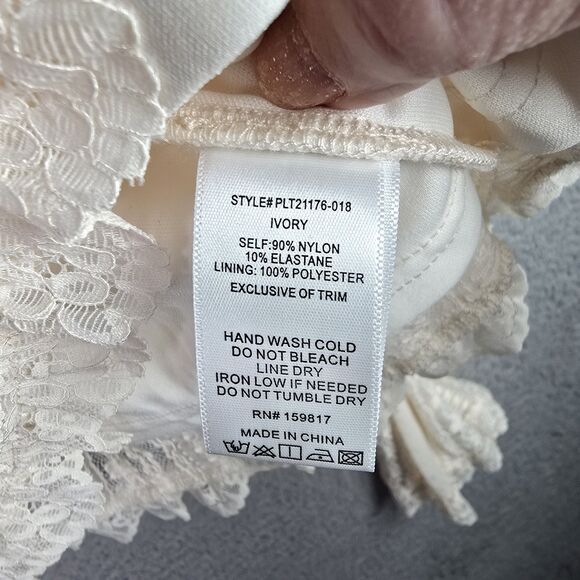 STYLE# PLT21176-018
IVORY
SELF:90% NYLON
10% ELASTANE
LINING: 100% POLYESTER
EXCLUSIVE OF TRIM
HAND WASH COLD
DO NOT BLEACH
LINE DRY
IRON LOW IF NEEDED
DO NOT TUMBLE DRY
RN# 159817
MADE IN CHINA